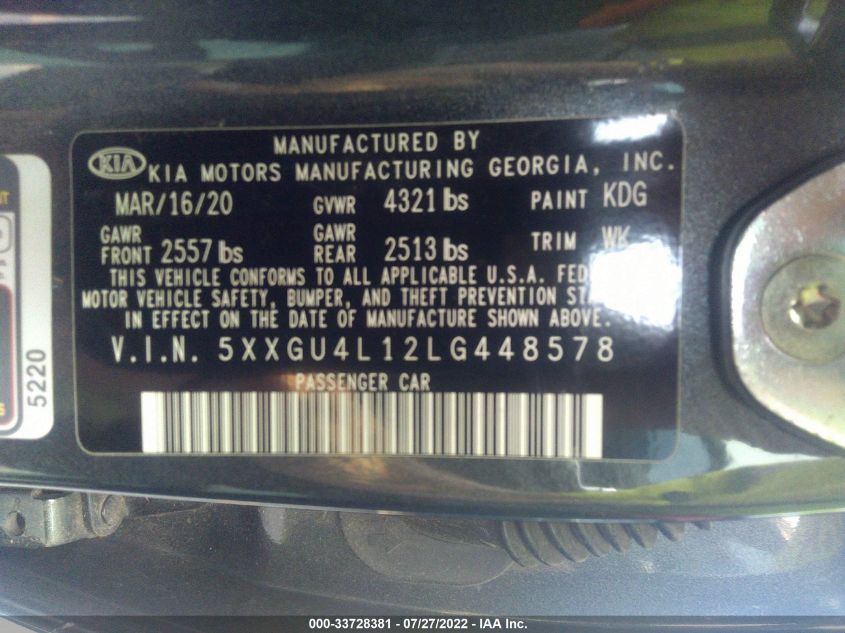 MANUFACTURED BY
KIA KIA MOTORS MANUFACTURING GEORGIA, INC.
MAR/16/20 GVWR 4321 lbs PAINT KDG
GAWR FRONT 2557 lbs GAWR REAR 2513 lbs TRIM WK
THIS VEHICLE CONFORMS TO ALL APPLICABLE U.S.A.
MOTOR VEHICLE SAFETY, BUMPER, AND THEFT PREVENTION
IN EFFECT ON THE DATE OF MANUFACTURE SHOWN ABOVE.
V.I.N. 5XXGU4L12LG448578
PASSENGER CAR
5220
000-33728381 - 07/27/2022 - IAA Inc.